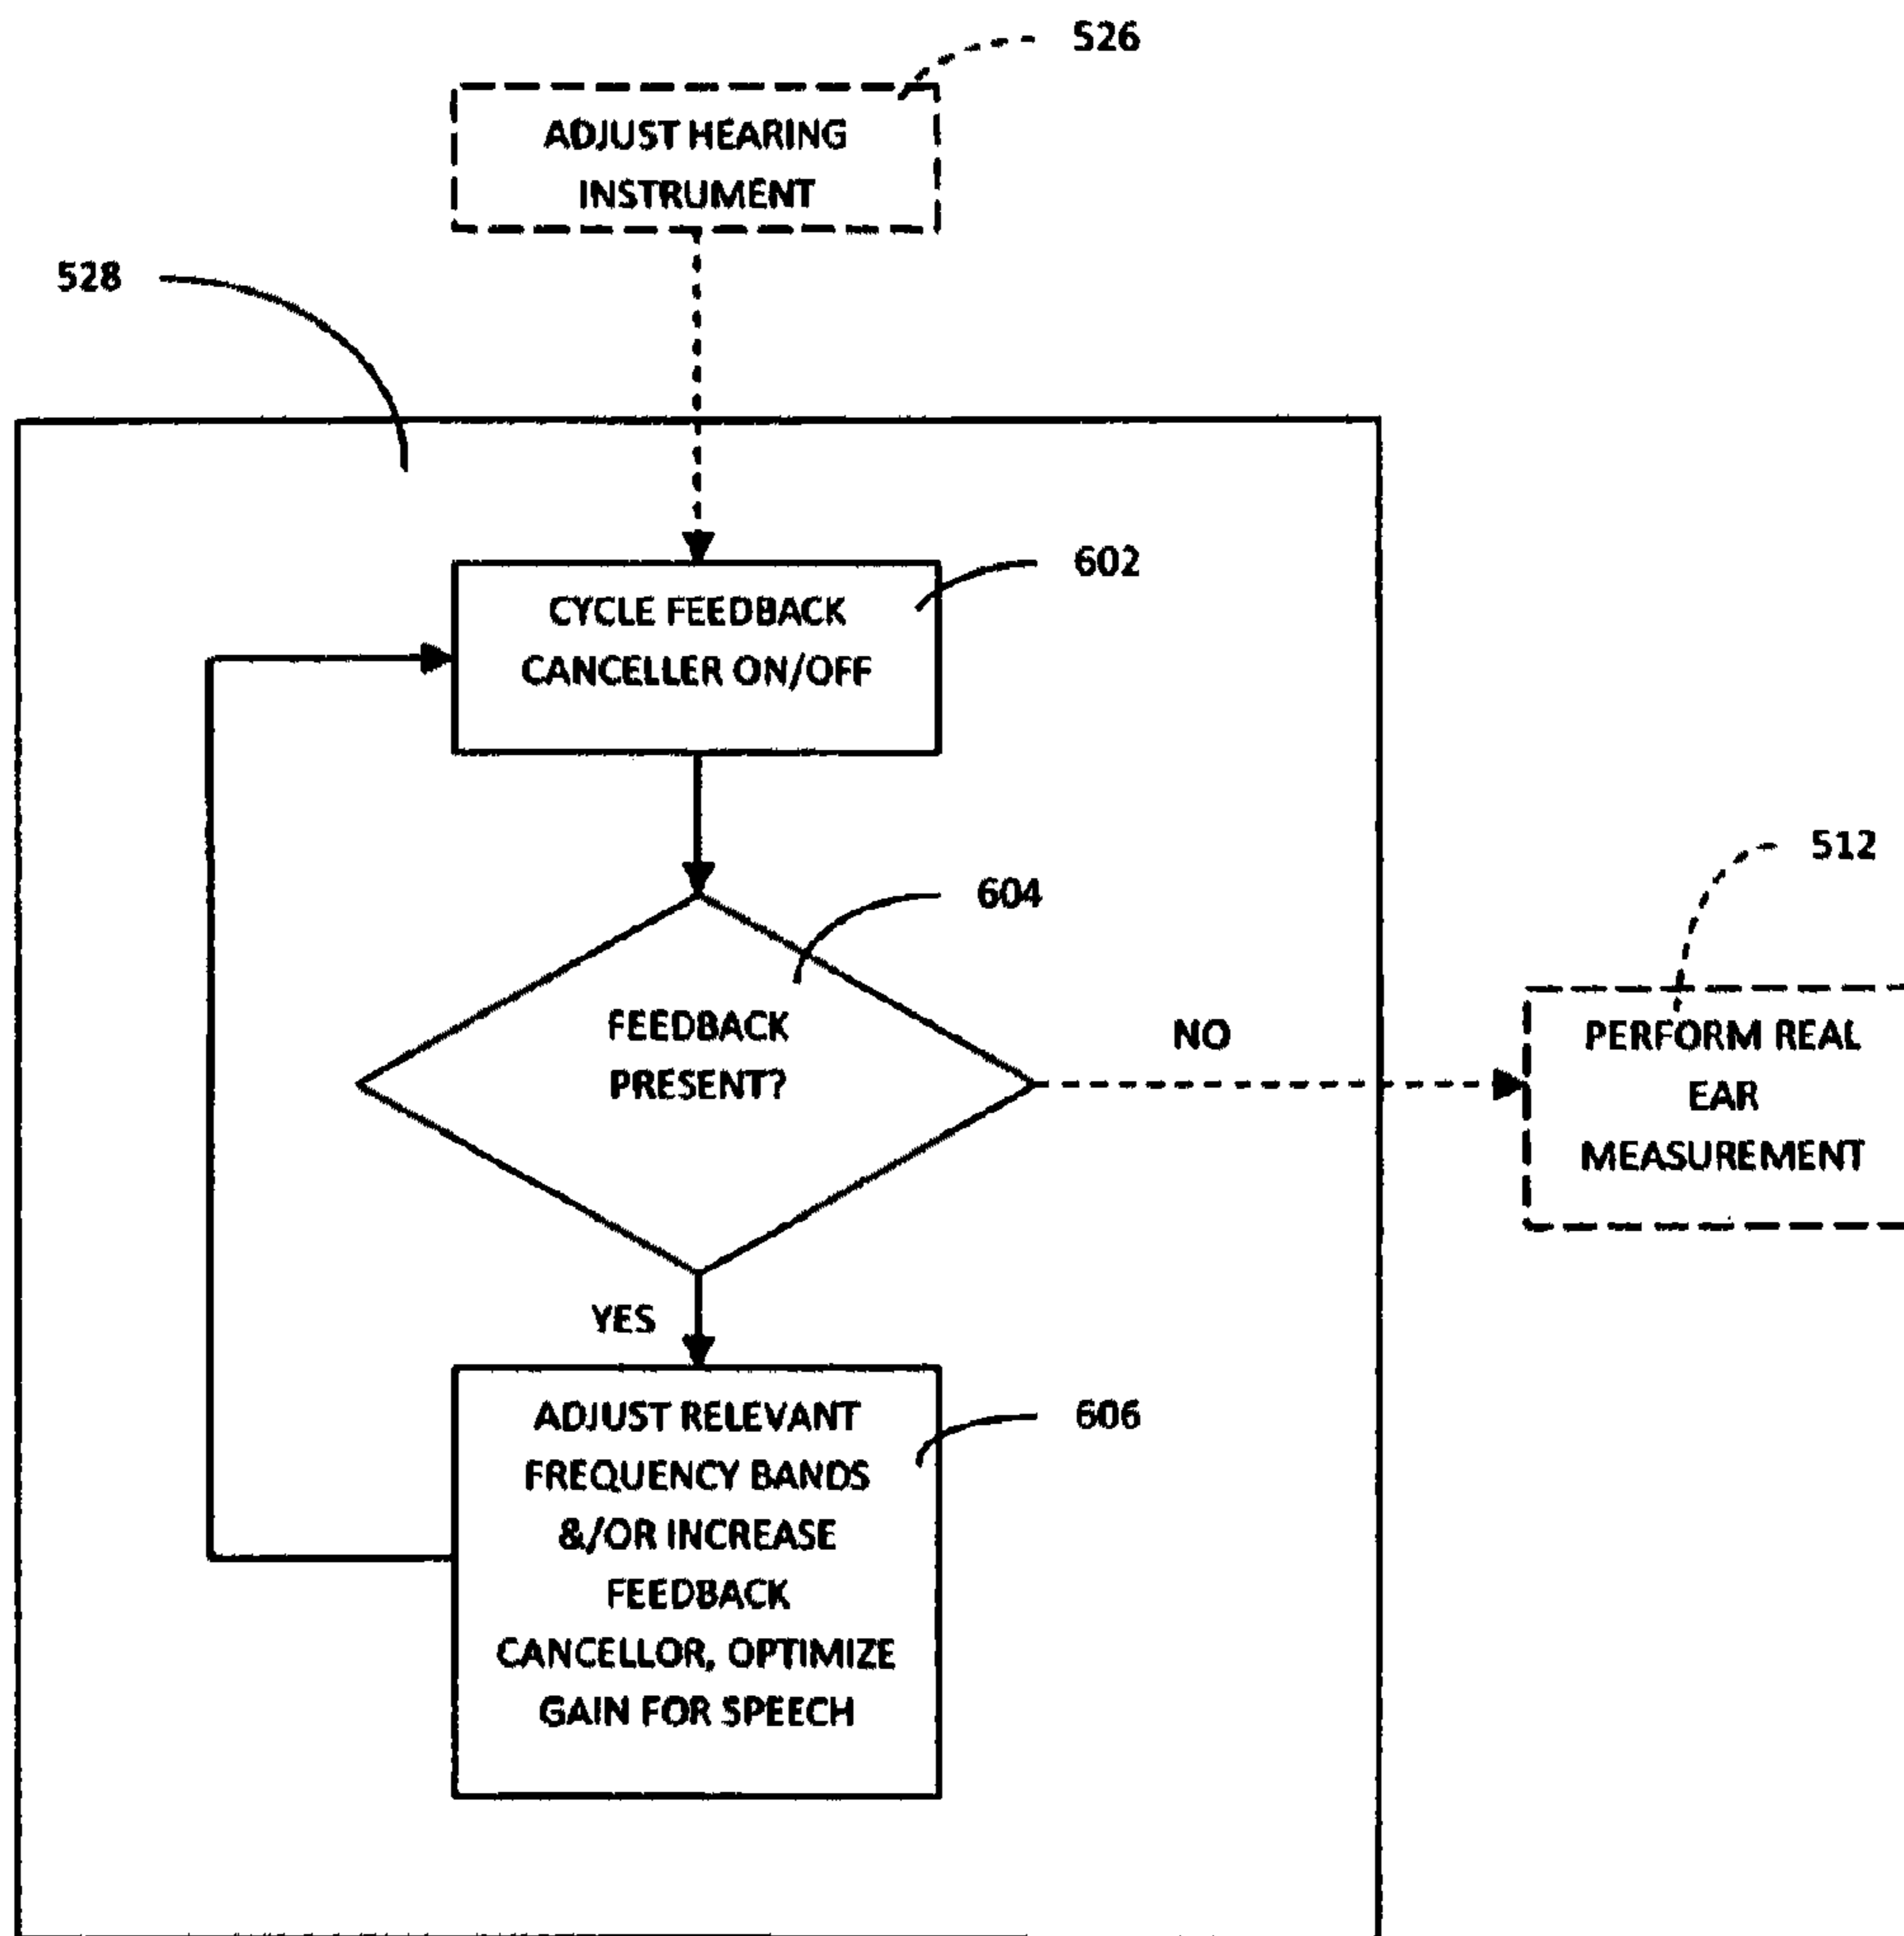 526
ADJUST HEARING
INSTRUMENT
528
602
CYCLE FEEDBACK
CANCELLER ON/OFF
512
604
FEEDBACK
PRESENT?
NO
PERFORM REAL
EAR
MEASUREMENT
YES
606
ADJUST RELEVANT
FREQUENCY BANDS
&/OR INCREASE
FEEDBACK
CANCELLOR, OPTIMIZE
GAIN FOR SPEECH